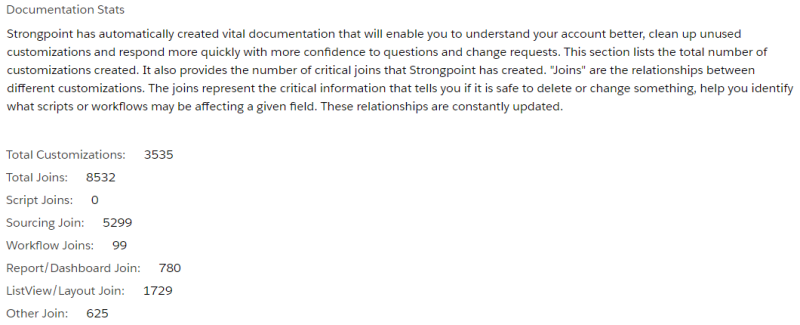 Documentation Stats
Strongpoint has automatically created vital documentation that will enable you to understand your account better, clean up unused
customizations and respond more quickly with more confidence to questions and change requests. This section lists the total number of
customizations created. It also provides the number of critical joins that Strongpoint has created. "Joins" are the relationships between
different customizations. The joins represent the critical information that tells you if it is safe to delete or change something, help you identify
what scripts or workflows may be affecting a given field. These relationships are constantly updated.
Total Customizations: 3535
Total Joins: 8532
Script Joins: 0
Sourcing Join: 5299
Workflow Joins: 99
Report/Dashboard Join: 780
ListView/Layout Join: 1729
Other Join: 625